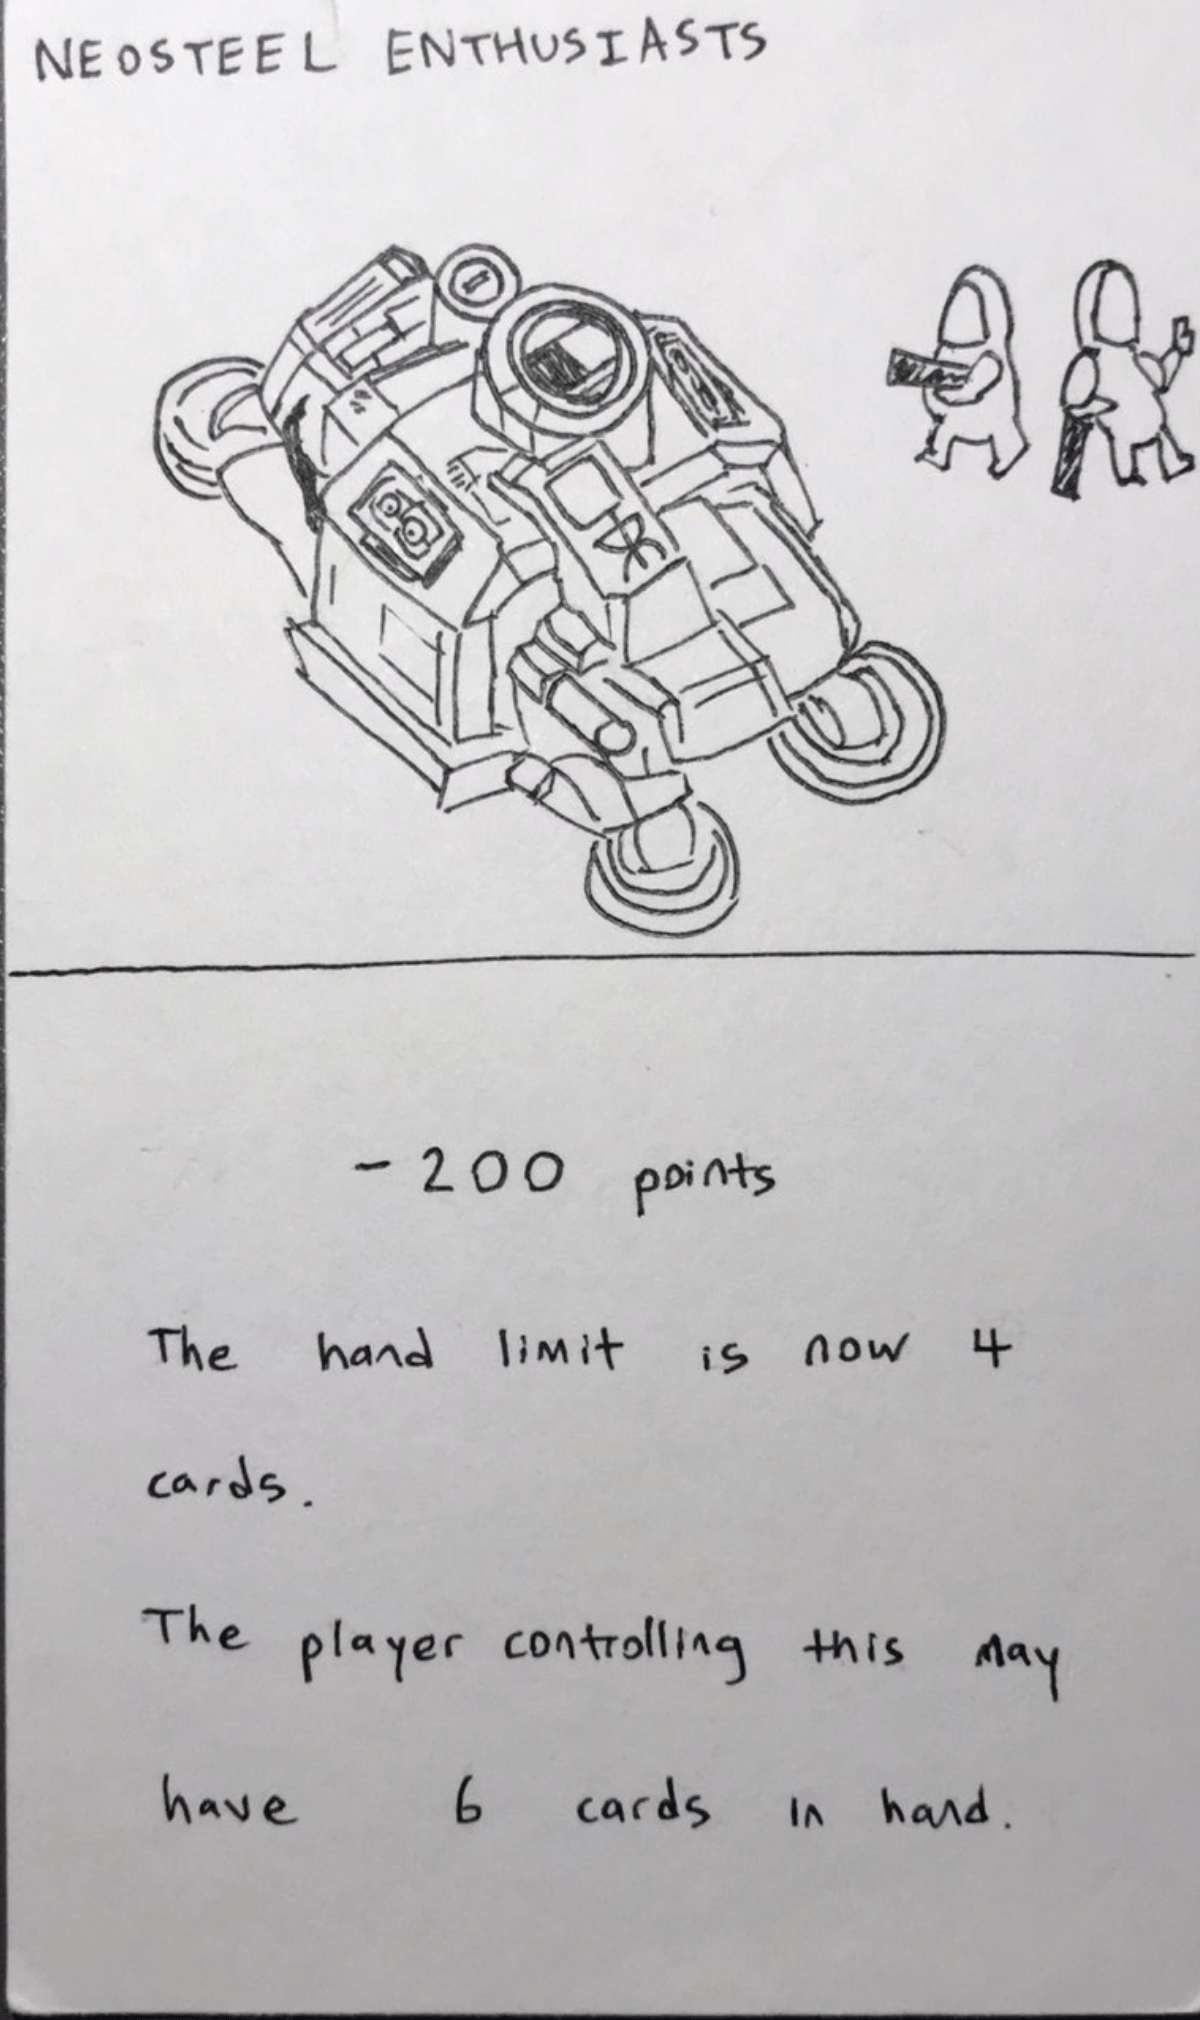 NEOSTEEL ENTHUSIASTS
-200 points
The hand limit is now 4
cards.
The player controlling this may
have 6 cards in hand.